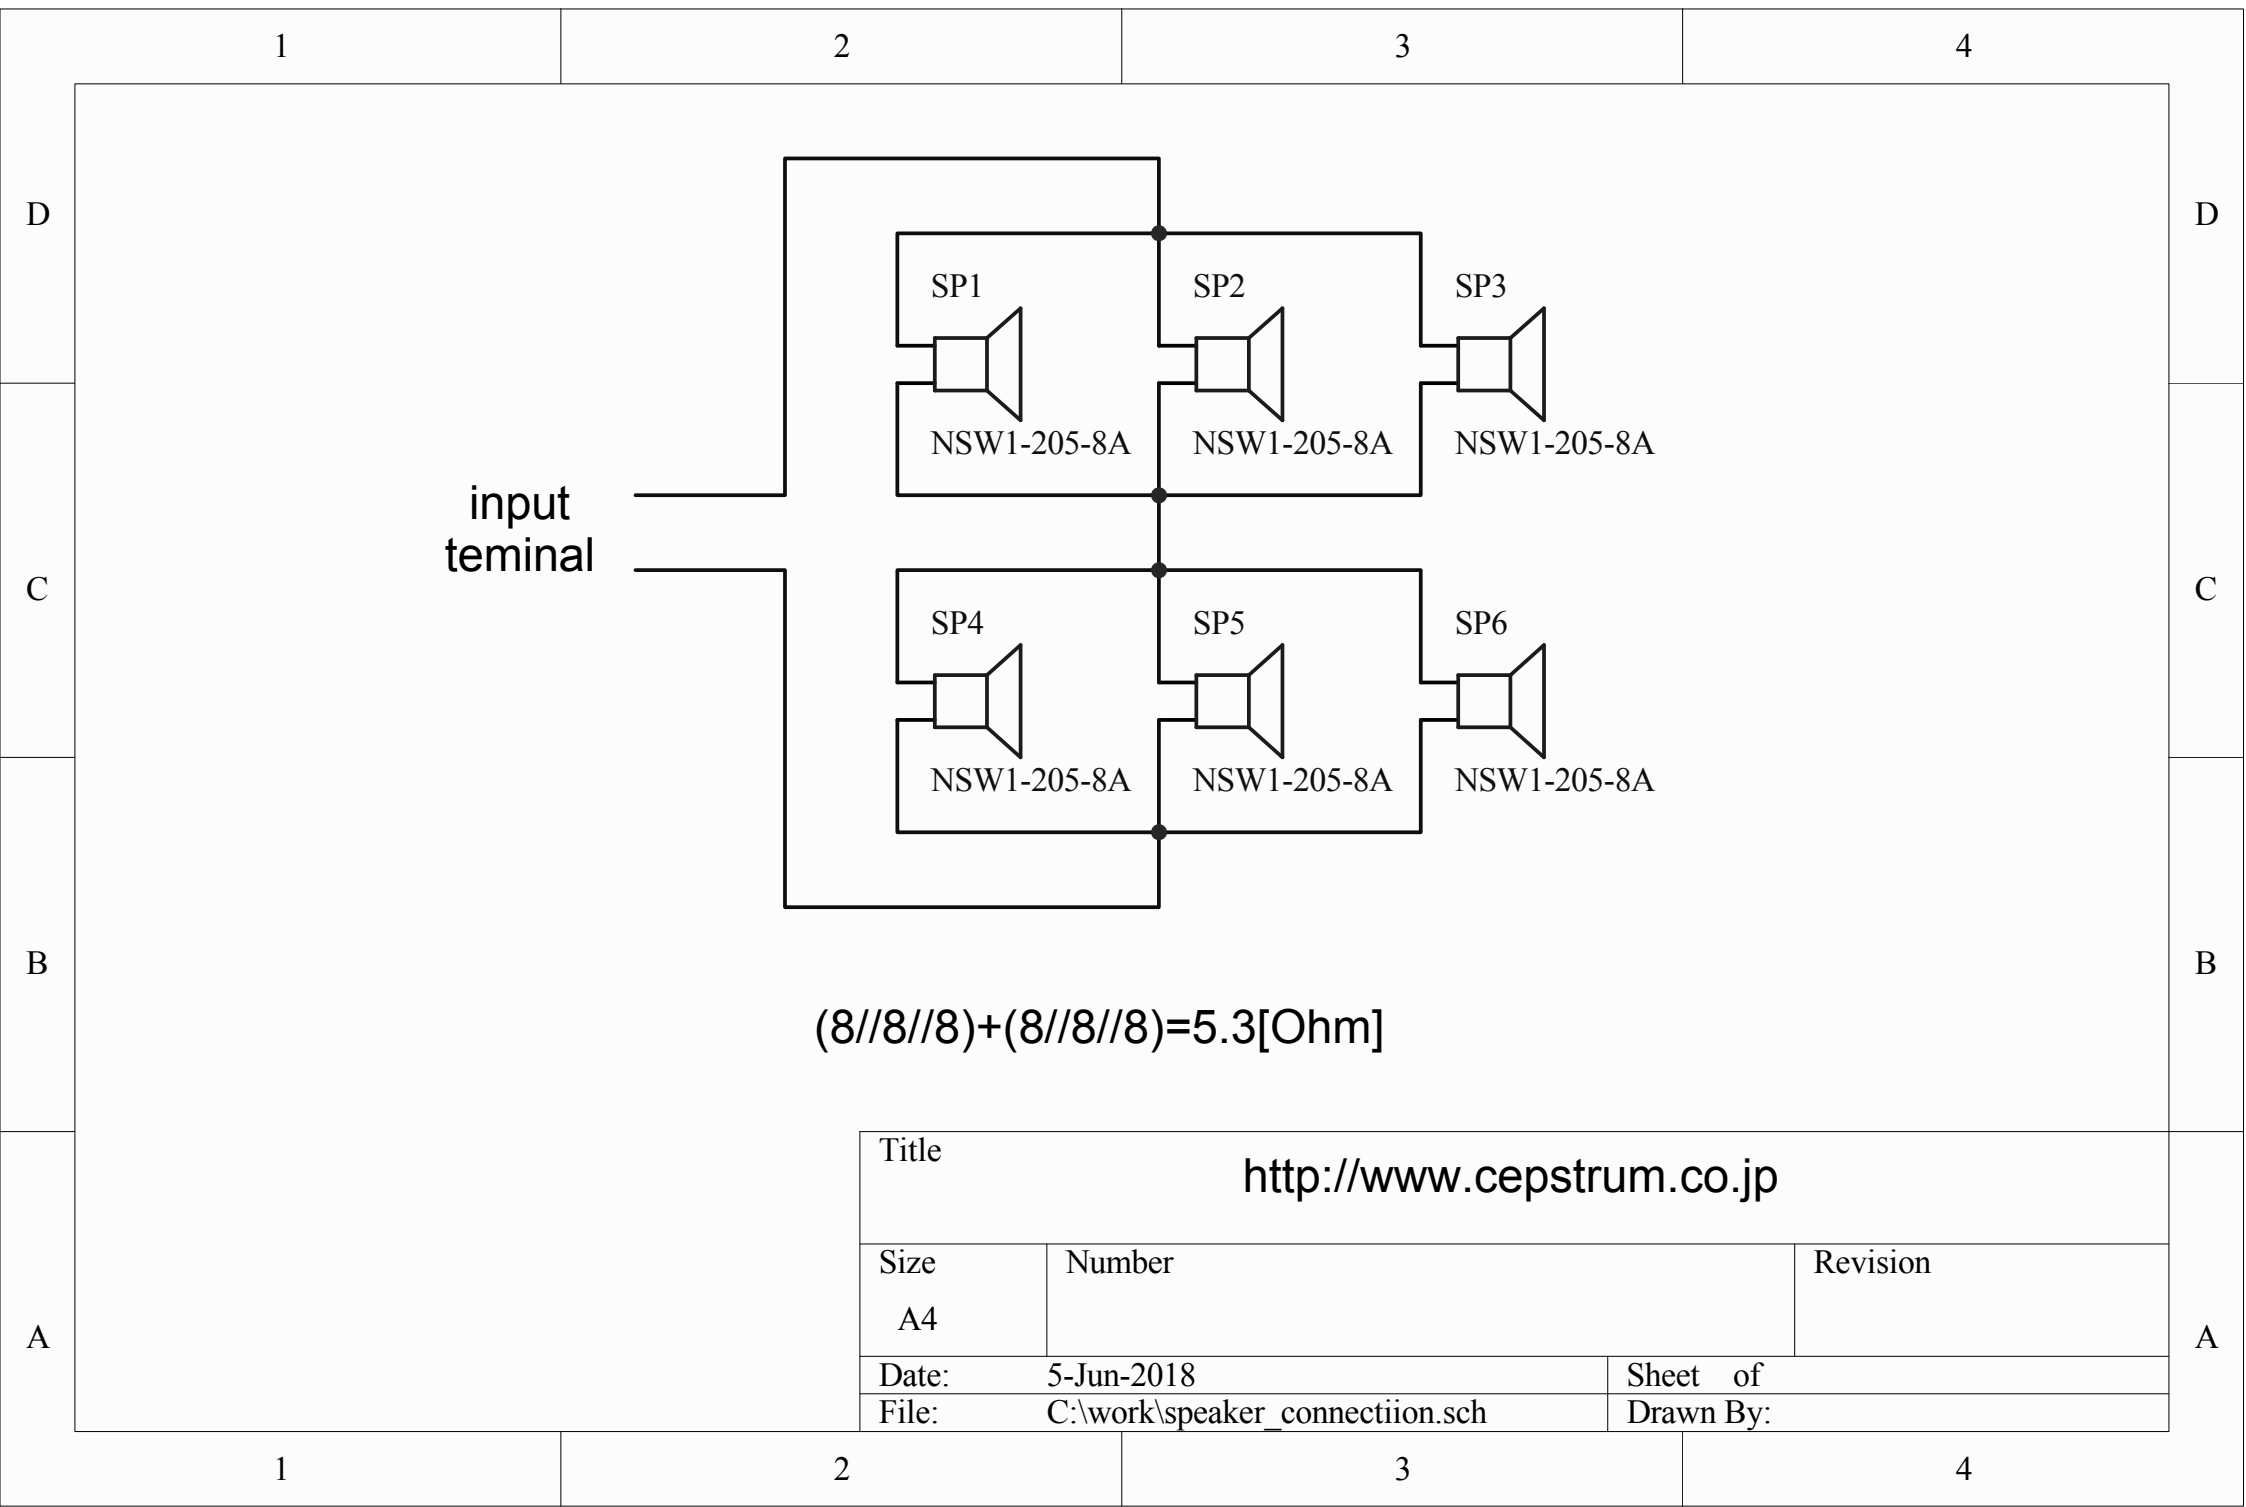 1 2 3 4
D D
SP1 SP2 SP3
NSW1-205-8A NSW1-205-8A NSW1-205-8A
input
teminal
C C
SP4 SP5 SP6
NSW1-205-8A NSW1-205-8A NSW1-205-8A
B B
(8//8//8)+(8//8//8)=5.3[Ohm]
Title http://www.cepstrum.co.jp
Size Number Revision
A4
A A
Date: 5-Jun-2018 Sheet of
File: C:\work\speaker_connectiion.sch Drawn By:
1 2 3 4